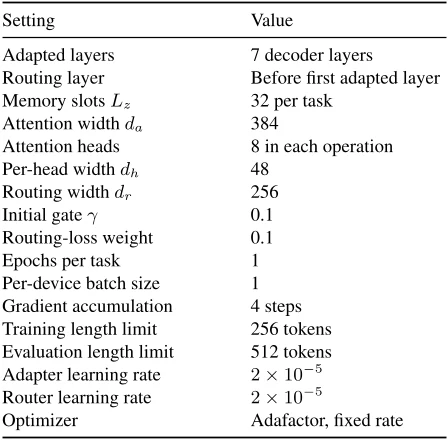 Setting Value
Adapted layers 7 decoder layers
Routing layer Before first adapted layer
Memory slots L_z 32 per task
Attention width d_a 384
Attention heads 8 in each operation
Per-head width d_h 48
Routing width d_r 256
Initial gate γ 0.1
Routing-loss weight 0.1
Epochs per task 1
Per-device batch size 1
Gradient accumulation 4 steps
Training length limit 256 tokens
Evaluation length limit 512 tokens
Adapter learning rate 2 × 10⁻⁵
Router learning rate 2 × 10⁻⁵
Optimizer Adafactor, fixed rate